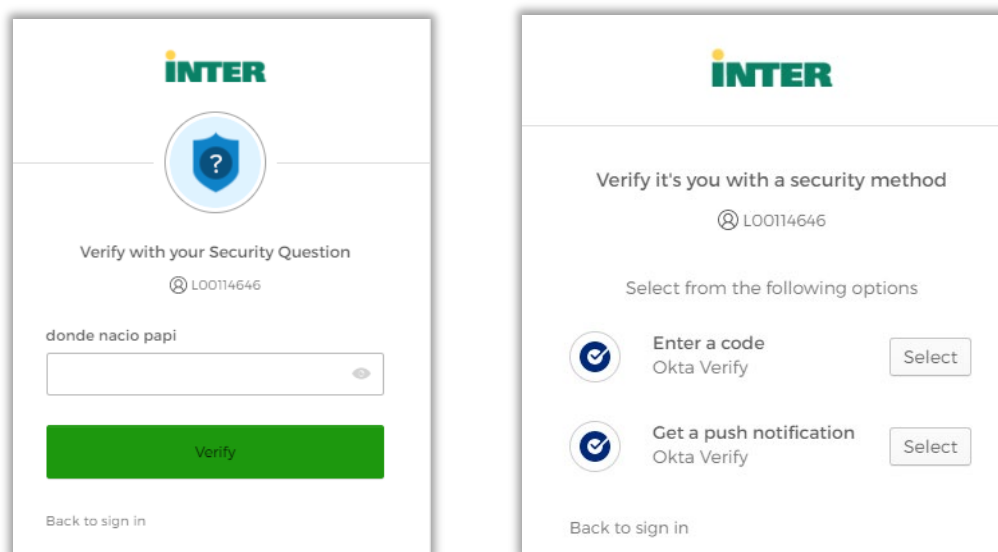 INTER
?
Verify with your Security Question
L00114646
donde nacio papi
Verify
Back to sign in
INTER
Verify it's you with a security method
L00114646
Select from the following options
Enter a code
Okta Verify
Select
Get a push notification
Okta Verify
Select
Back to sign in